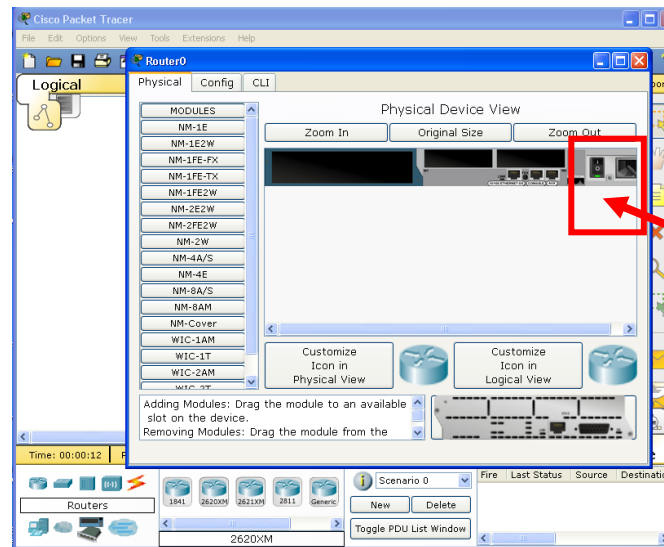 Cisco Packet Tracer
File Edit Options View Tools Extensions Help
Router0
Logical
Physical Config CLI
Physical Device View
MODULES
NM-1E
NM-1E2W
NM-1FE-FX
NM-1FE-TX
NM-1FE2W
NM-2E2W
NM-2FE2W
NM-2W
NM-4A/S
NM-4E
NM-8A/S
NM-8AM
NM-Cover
WIC-1AM
WIC-1T
WIC-2AM
WIC-2T
Zoom In Original Size Zoom Out
Customize
Icon in
Physical View
Customize
Icon in
Logical View
Adding Modules: Drag the module to an available
slot on the device.
Removing Modules: Drag the module from the
Time: 00:00:12
Routers
1841 2620XM 2621XM 2811 Generic
2620XM
Scenario 0
New Delete
Toggle PDU List Window
Fire Last Status Source Destinatio